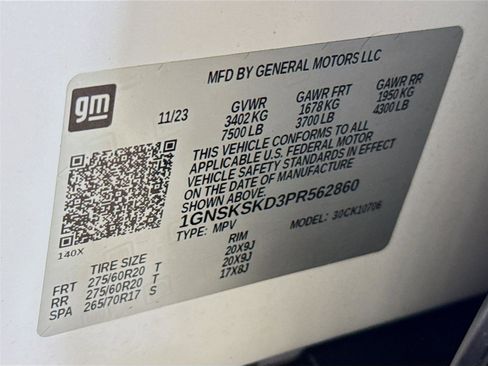 MFD BY GENERAL MOTORS LLC
gm
11/23
GVWR GAWR FRT GAWR RR
3402 KG 1678 KG 1950 KG
7500 LB 3700 LB 4300 LB
THIS VEHICLE CONFORMS TO ALL
APPLICABLE U.S. FEDERAL MOTOR
VEHICLE SAFETY STANDARDS IN EFFECT
ON THE DATE OF MANUFACTURE
SHOWN ABOVE.
1GNSKSKD3PR562860
TYPE: MPV MODEL: 30CK10706
140X
TIRE SIZE RIM
FRT 275/60R20 T 20X9J
RR 275/60R20 T 20X9J
SPA 265/70R17 S 17X8J